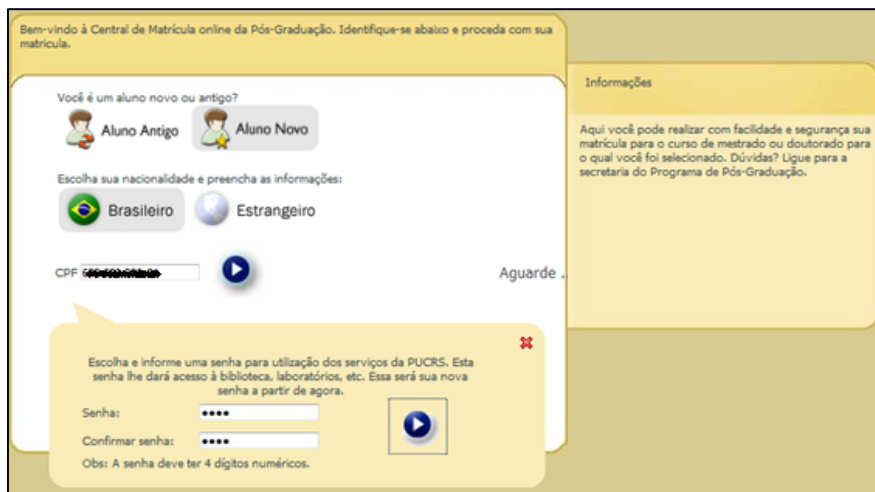 Bem-vindo à Central de Matrícula online da Pós-Graduação. Identifique-se abaixo e proceda com sua
matricula.
Você é um aluno novo ou antigo?
Aluno Antigo
Aluno Novo
Escolha sua nacionalidade e preencha as informações:
Brasileiro
Estrangeiro
CPF
Aguarde .
Escolha e informe uma senha para utilização dos serviços da PUCRS. Esta
senha lhe dará acesso à biblioteca, laboratórios, etc. Essa será sua nova
senha a partir de agora.
Senha: ••••
Confirmar senha: ••••
Obs: A senha deve ter 4 dígitos numéricos.
Informações
Aqui você pode realizar com facilidade e segurança sua
matrícula para o curso de mestrado ou doutorado para
o qual você foi selecionado. Dúvidas? Ligue para a
secretaria do Programa de Pós-Graduação.